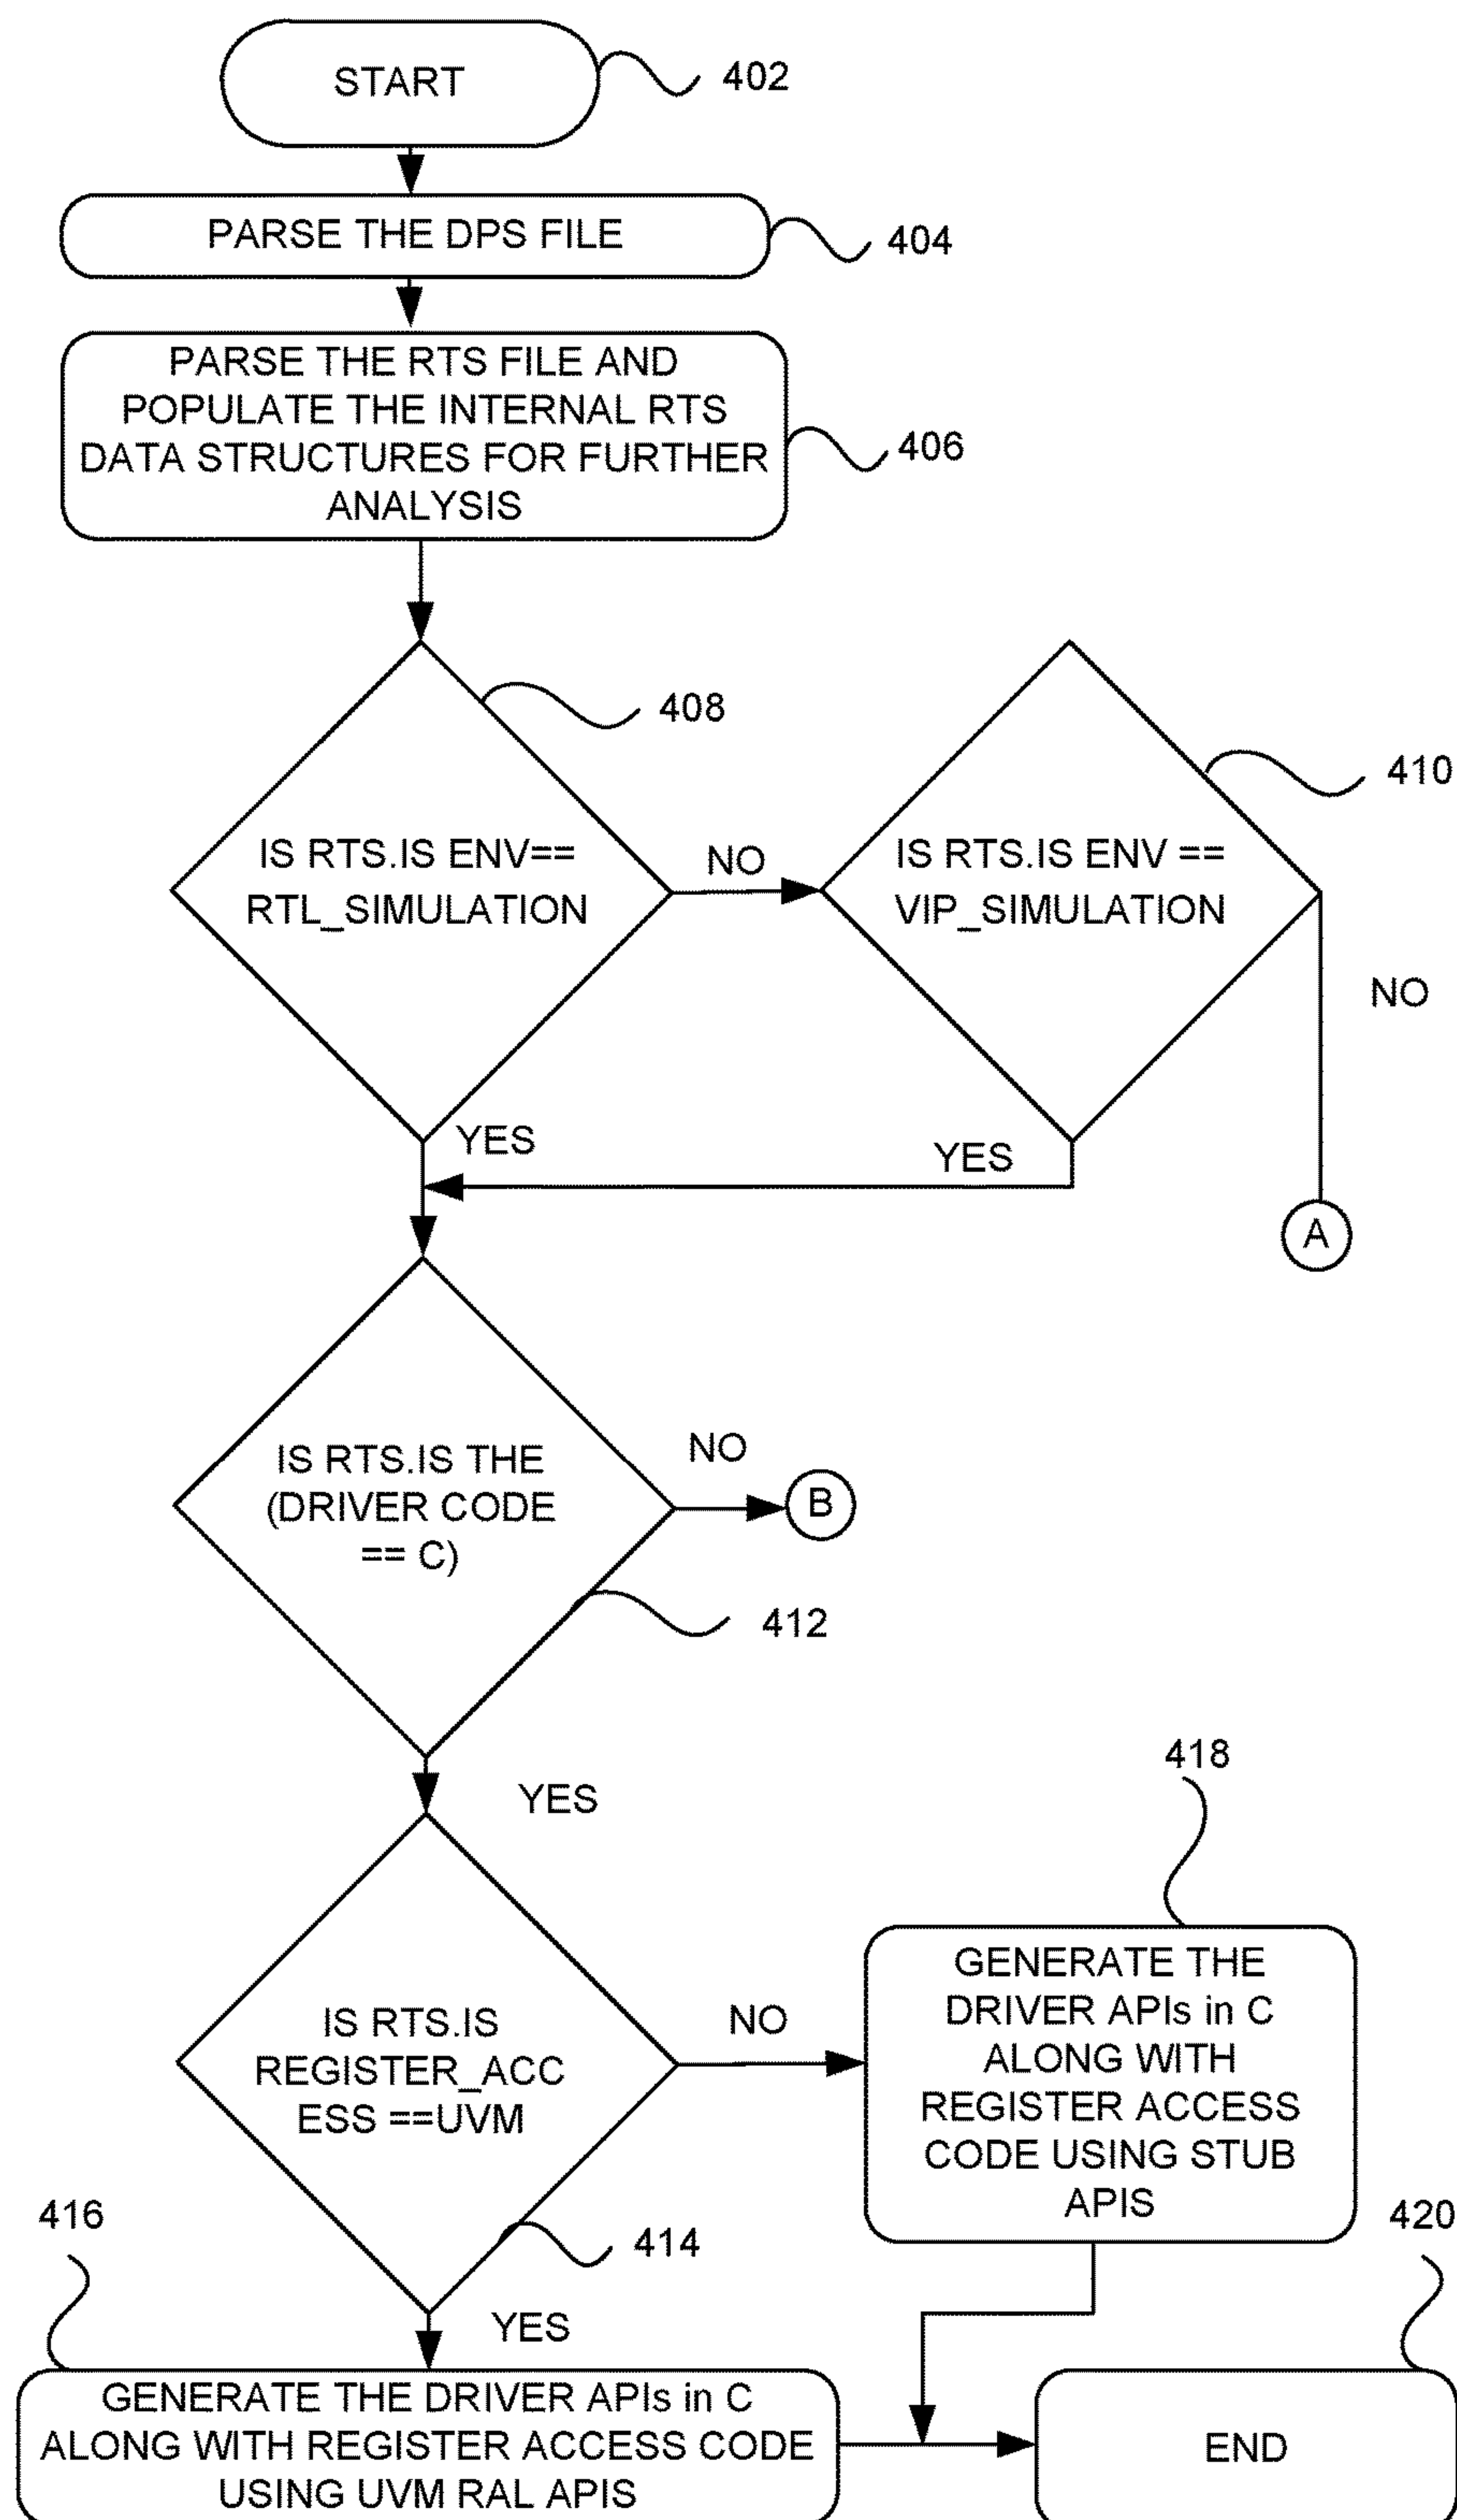 START
402
PARSE THE DPS FILE
404
PARSE THE RTS FILE AND
POPULATE THE INTERNAL RTS
DATA STRUCTURES FOR FURTHER
ANALYSIS
406
408
410
IS RTS.IS ENV==
RTL_SIMULATION
NO
IS RTS.IS ENV ==
VIP_SIMULATION
NO
YES
YES
A
IS RTS.IS THE
(DRIVER CODE
== C)
NO
B
412
YES
418
GENERATE THE
DRIVER APIs in C
ALONG WITH
REGISTER ACCESS
CODE USING STUB
APIS
IS RTS.IS
REGISTER_ACC
ESS ==UVM
NO
414
416
420
YES
GENERATE THE DRIVER APIs in C
ALONG WITH REGISTER ACCESS CODE
USING UVM RAL APIS
END